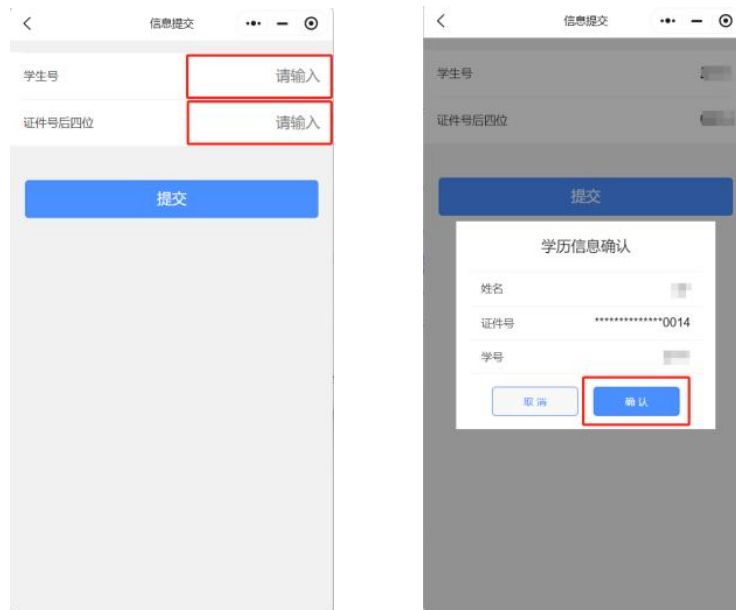 信息提交
学生号 请输入
证件号后四位 请输入
提交
信息提交
学生号
证件号后四位
提交
学历信息确认
姓名
证件号 **************0014
学号
取消 确认